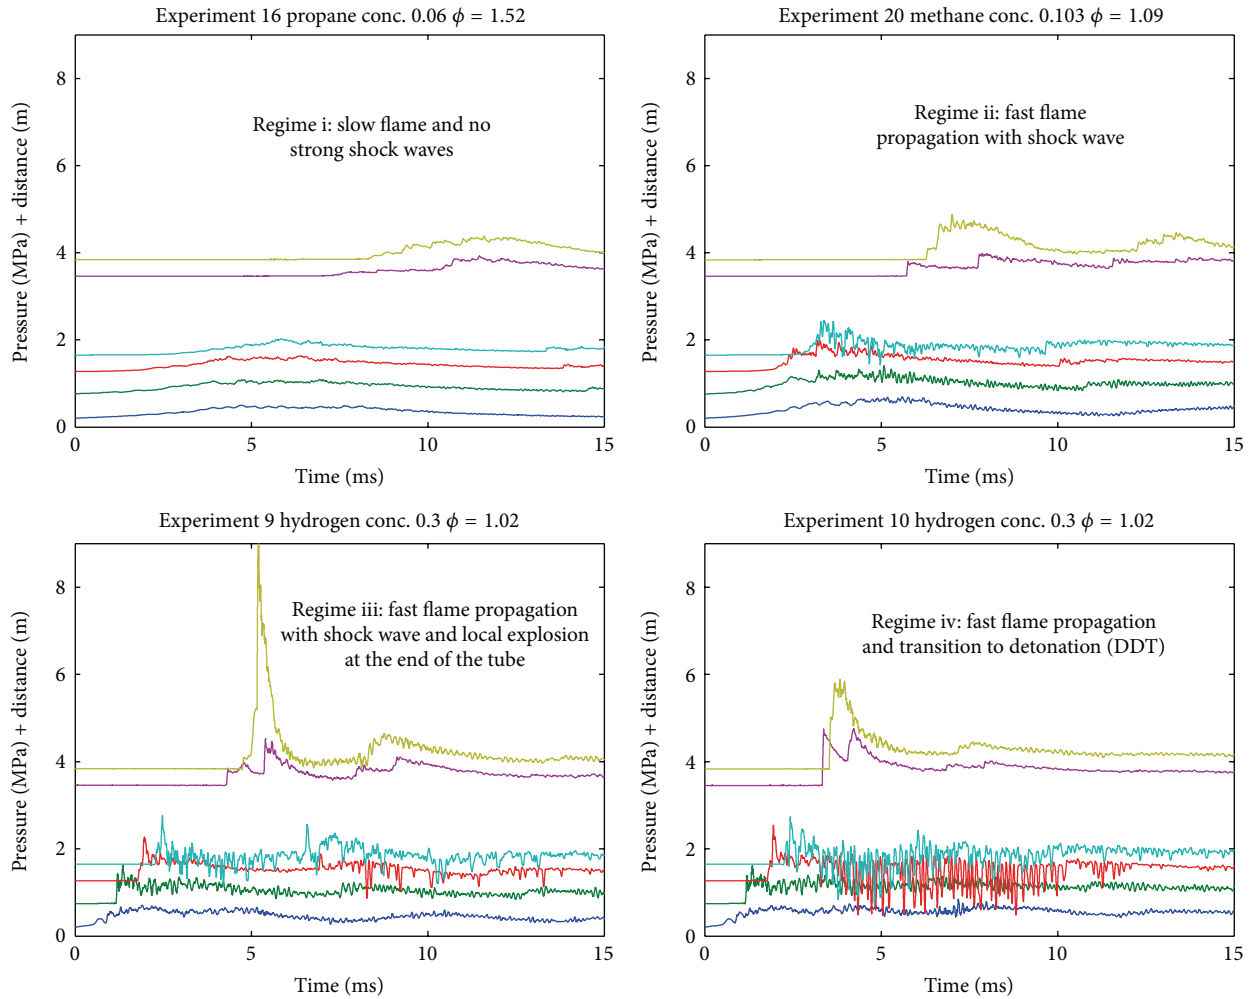 Experiment 16 propane conc. 0.06 ϕ = 1.52
8
6
4
2
0
Pressure (MPa) + distance (m)
Regime i: slow flame and no
strong shock waves
0 5 10 15
Time (ms)
Experiment 20 methane conc. 0.103 ϕ = 1.09
8
6
4
2
0
Pressure (MPa) + distance (m)
Regime ii: fast flame
propagation with shock wave
0 5 10 15
Time (ms)
Experiment 9 hydrogen conc. 0.3 ϕ = 1.02
8
6
4
2
0
Pressure (MPa) + distance (m)
Regime iii: fast flame propagation
with shock wave and local explosion
at the end of the tube
0 5 10 15
Time (ms)
Experiment 10 hydrogen conc. 0.3 ϕ = 1.02
8
6
4
2
0
Pressure (MPa) + distance (m)
Regime iv: fast flame propagation
and transition to detonation (DDT)
0 5 10 15
Time (ms)